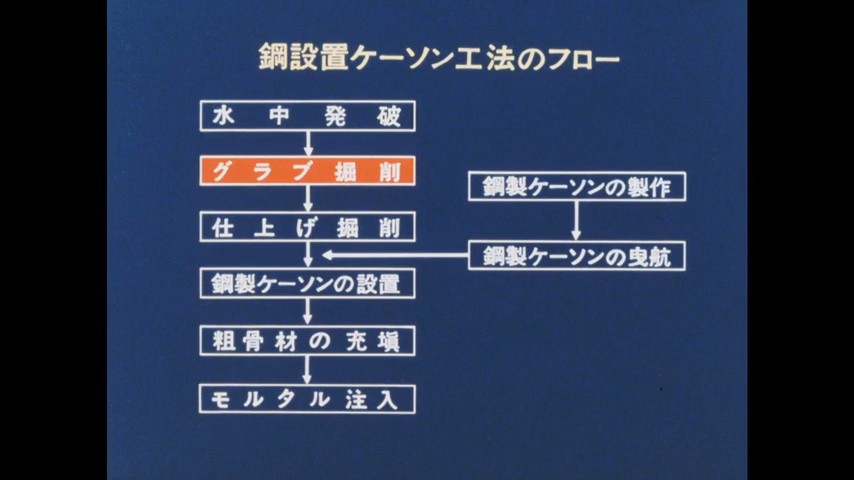 鋼設置ケーソン工法のフロー
水中発破
グラブ掘削
仕上げ掘削
鋼製ケーソンの設置
粗骨材の充塡
モルタル注入
鋼製ケーソンの製作
鋼製ケーソンの曳航